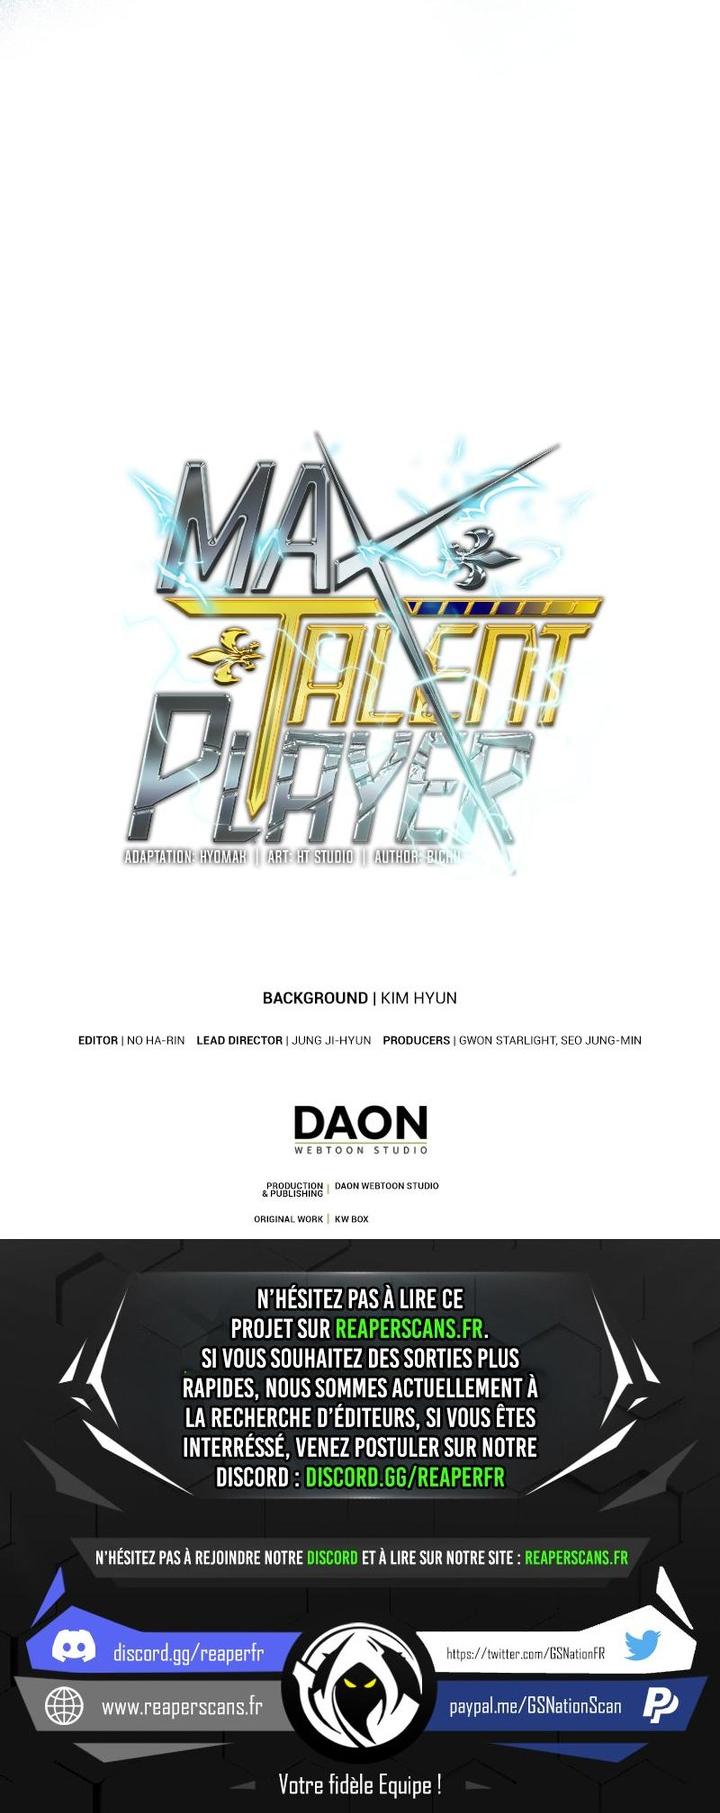 MAX
TALENT
PLAYER
ADAPTATION: HYOMAK | ART: HT STUDIO | AUTHOR:
BACKGROUND | KIM HYUN
EDITOR | NO HA-RIN LEAD DIRECTOR | JUNG JI-HYUN PRODUCERS | GWON STARLIGHT, SEO JUNG-MIN
DAON
WEBTOON STUDIO
PRODUCTION
& PUBLISHING | DAON WEBTOON STUDIO
ORIGINAL WORK | KW BOX
N'HÉSITEZ PAS À LIRE CE
PROJET SUR REAPERSCANS.FR.
SI VOUS SOUHAITEZ DES SORTIES PLUS
RAPIDES, NOUS SOMMES ACTUELLEMENT À
LA RECHERCHE D'ÉDITEURS, SI VOUS ÊTES
INTERRÉSSÉ, VENEZ POSTULER SUR NOTRE
DISCORD : DISCORD.GG/REAPERFR
N'HÉSITEZ PAS À REJOINDRE NOTRE DISCORD ET À LIRE SUR NOTRE SITE : REAPERSCANS.FR
discord.gg/reaperfr
https://twitter.com/GSNationFR
www.reaperscans.fr
paypal.me/GSNationScan
Votre fidèle Equipe !